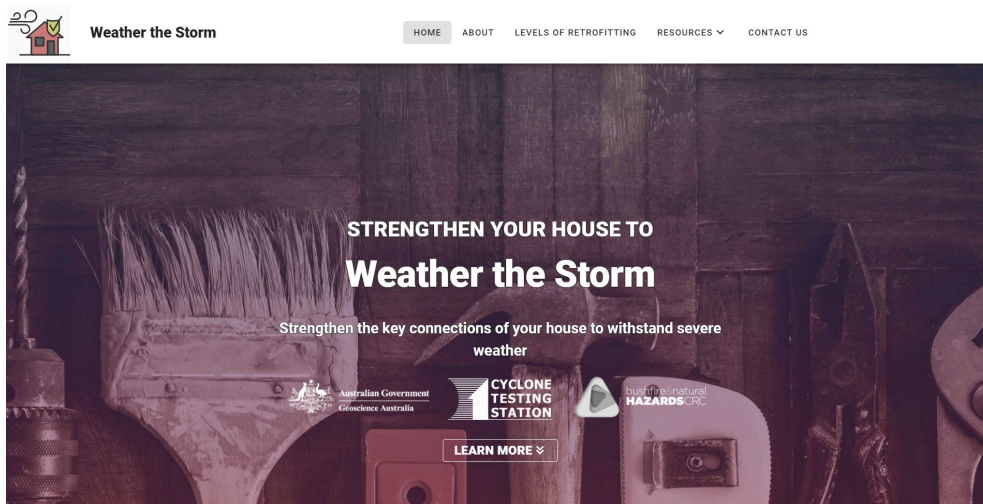 Weather the Storm
HOME ABOUT LEVELS OF RETROFITTING RESOURCES CONTACT US
STRENGTHEN YOUR HOUSE TO
Weather the Storm
Strengthen the key connections of your house to withstand severe
weather
Australian Government
Geoscience Australia
CYCLONE
TESTING
STATION
bushfire&natural
HAZARDSCRC
LEARN MORE